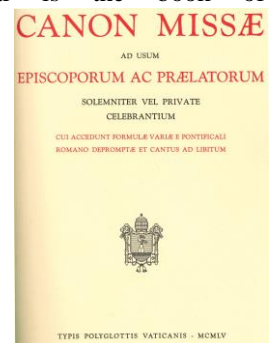 CANON MISSÆ
AD USUM
EPISCOPORUM AC PRÆLATORUM
SOLEMNITER VEL PRIVATE
CELEBRANTIUM
CUI ACCEDUNT FORMULÆ VARIÆ E PONTIFICALI
ROMANO DEPROMPTÆ ET CANTUS AD LIBITUM
TYPIS POLYGLOTTIS VATICANIS - MCMLV